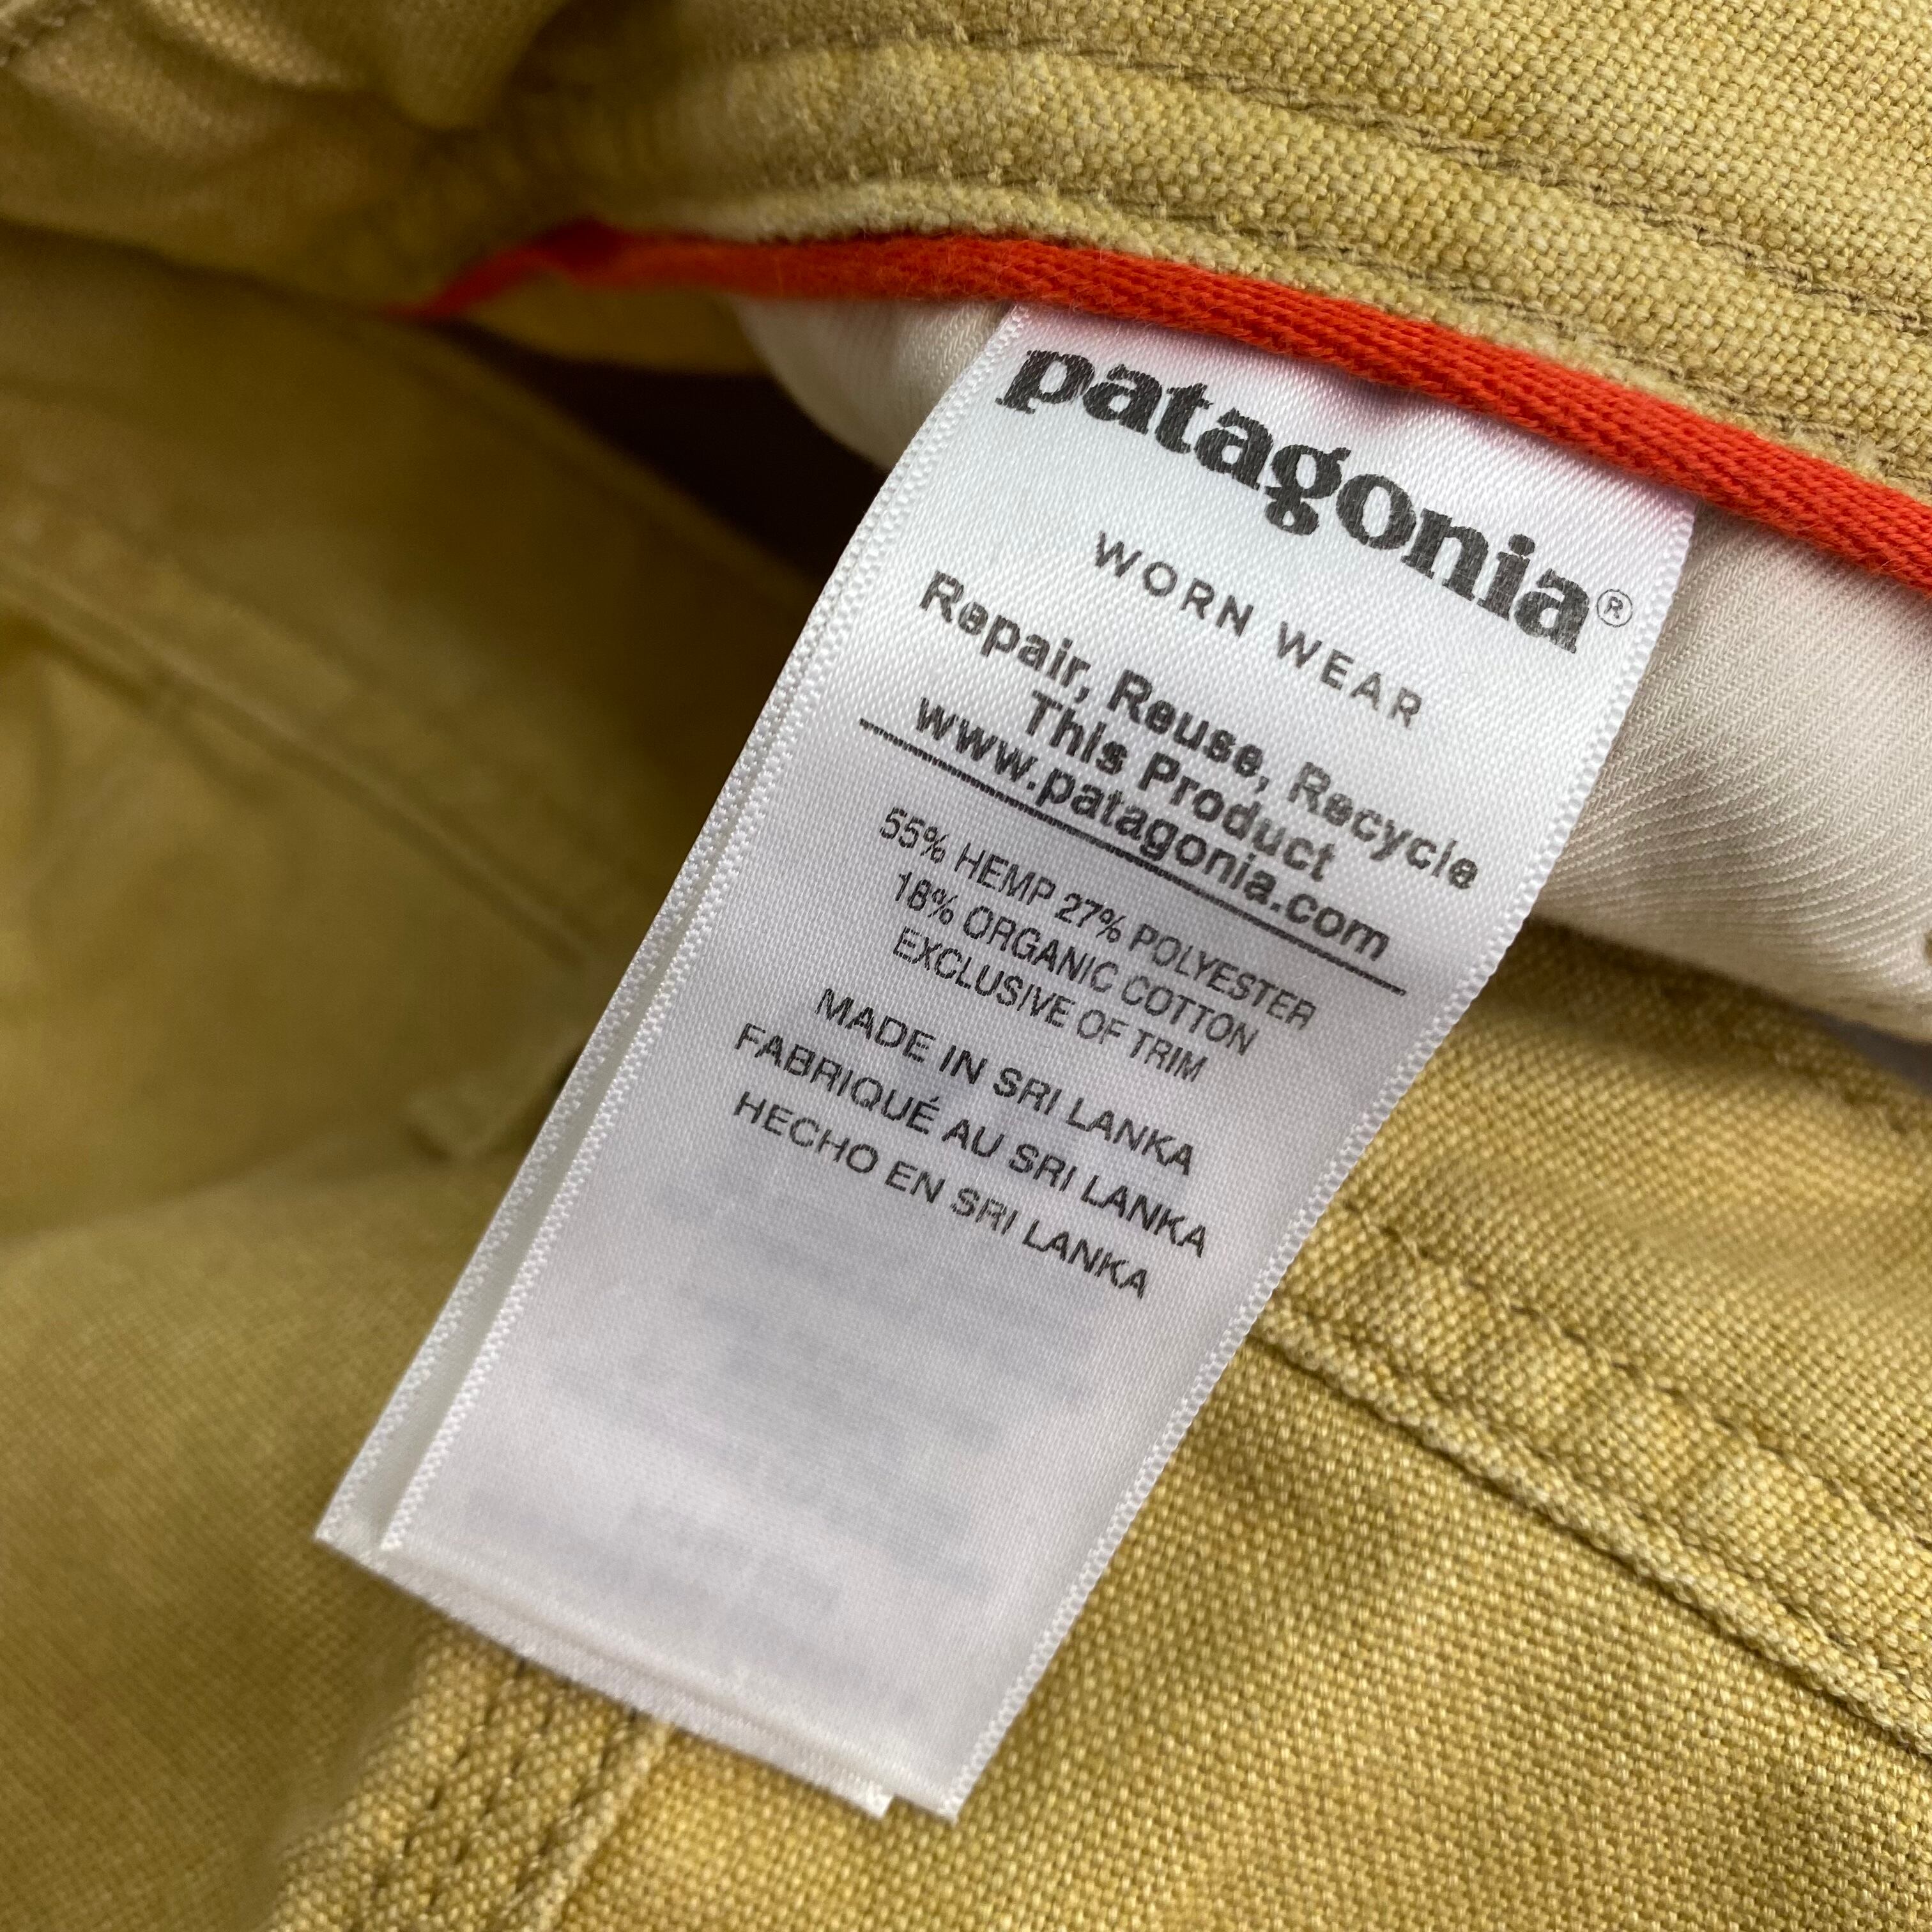 patagonia®
WORN WEAR
Repair, Reuse, Recycle
This Product
www.patagonia.com
55% HEMP 27% POLYESTER
18% ORGANIC COTTON
EXCLUSIVE OF TRIM
MADE IN SRI LANKA
FABRIQUÉ AU SRI LANKA
HECHO EN SRI LANKA